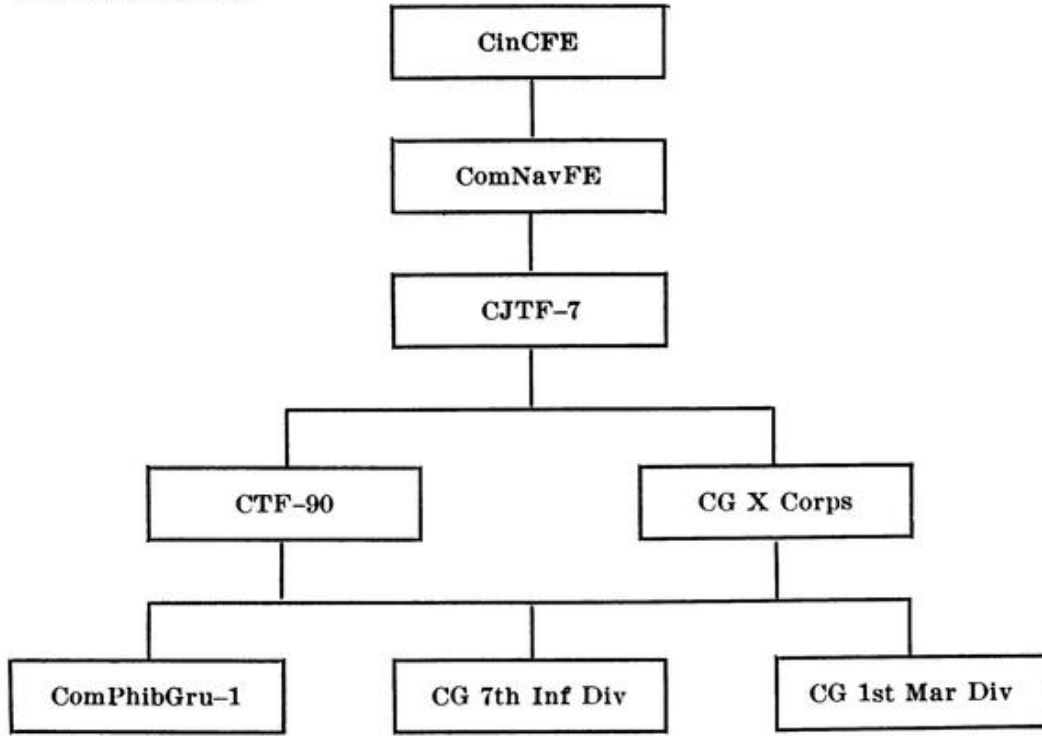 CinCFE
ComNavFE
CJTF–7
CTF–90
CG X Corps
ComPhibGru–1
CG 7th Inf Div
CG 1st Mar Div